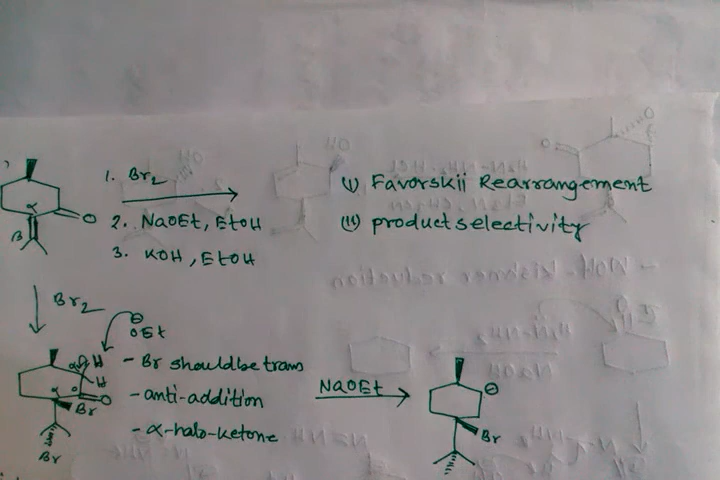 1. Br2
2. NaOEt, EtOH
3. KOH, EtOH
(i) Favorskii Rearrangement
(ii) product selectivity
α
O
β
Br2
⊖
OEt
H
α
H
α
O
Br
Br
- Br should be trans
- anti-addition
- α-halo-ketone
NaOEt
⊖
Br